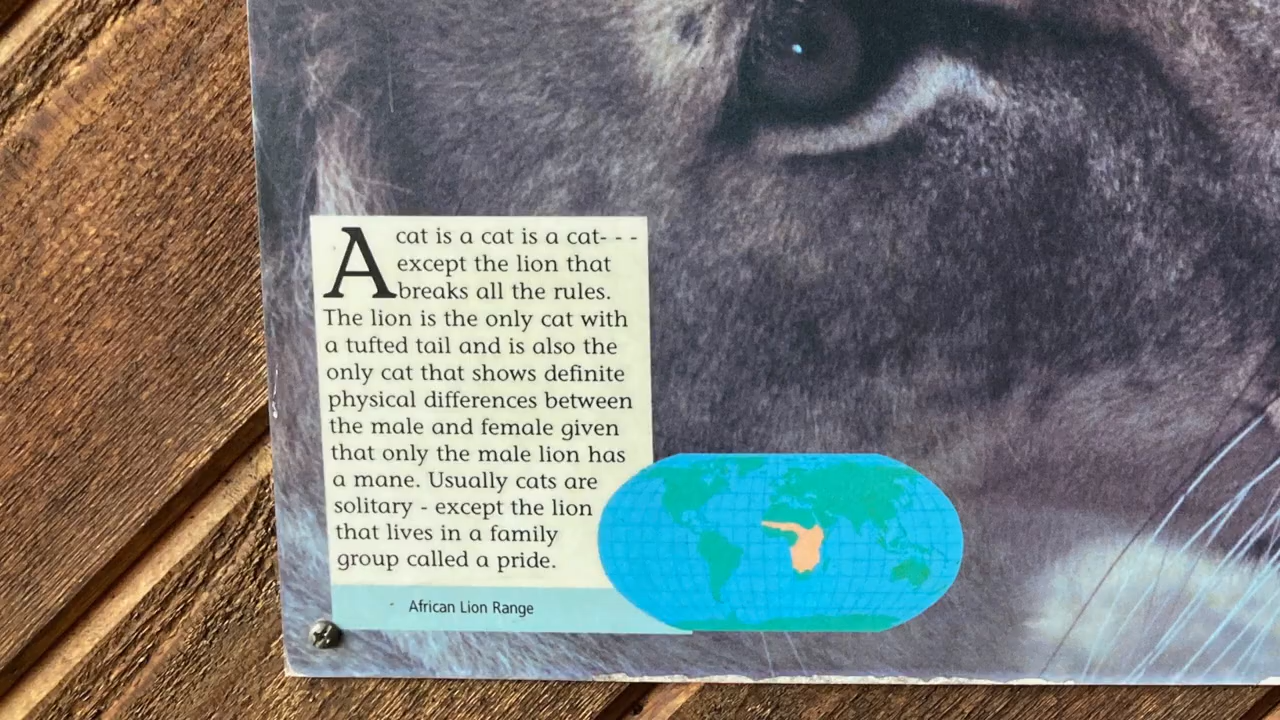 A cat is a cat is a cat- - -
except the lion that
breaks all the rules.
The lion is the only cat with
a tufted tail and is also the
only cat that shows definite
physical differences between
the male and female given
that only the male lion has
a mane. Usually cats are
solitary - except the lion
that lives in a family
group called a pride.
African Lion Range